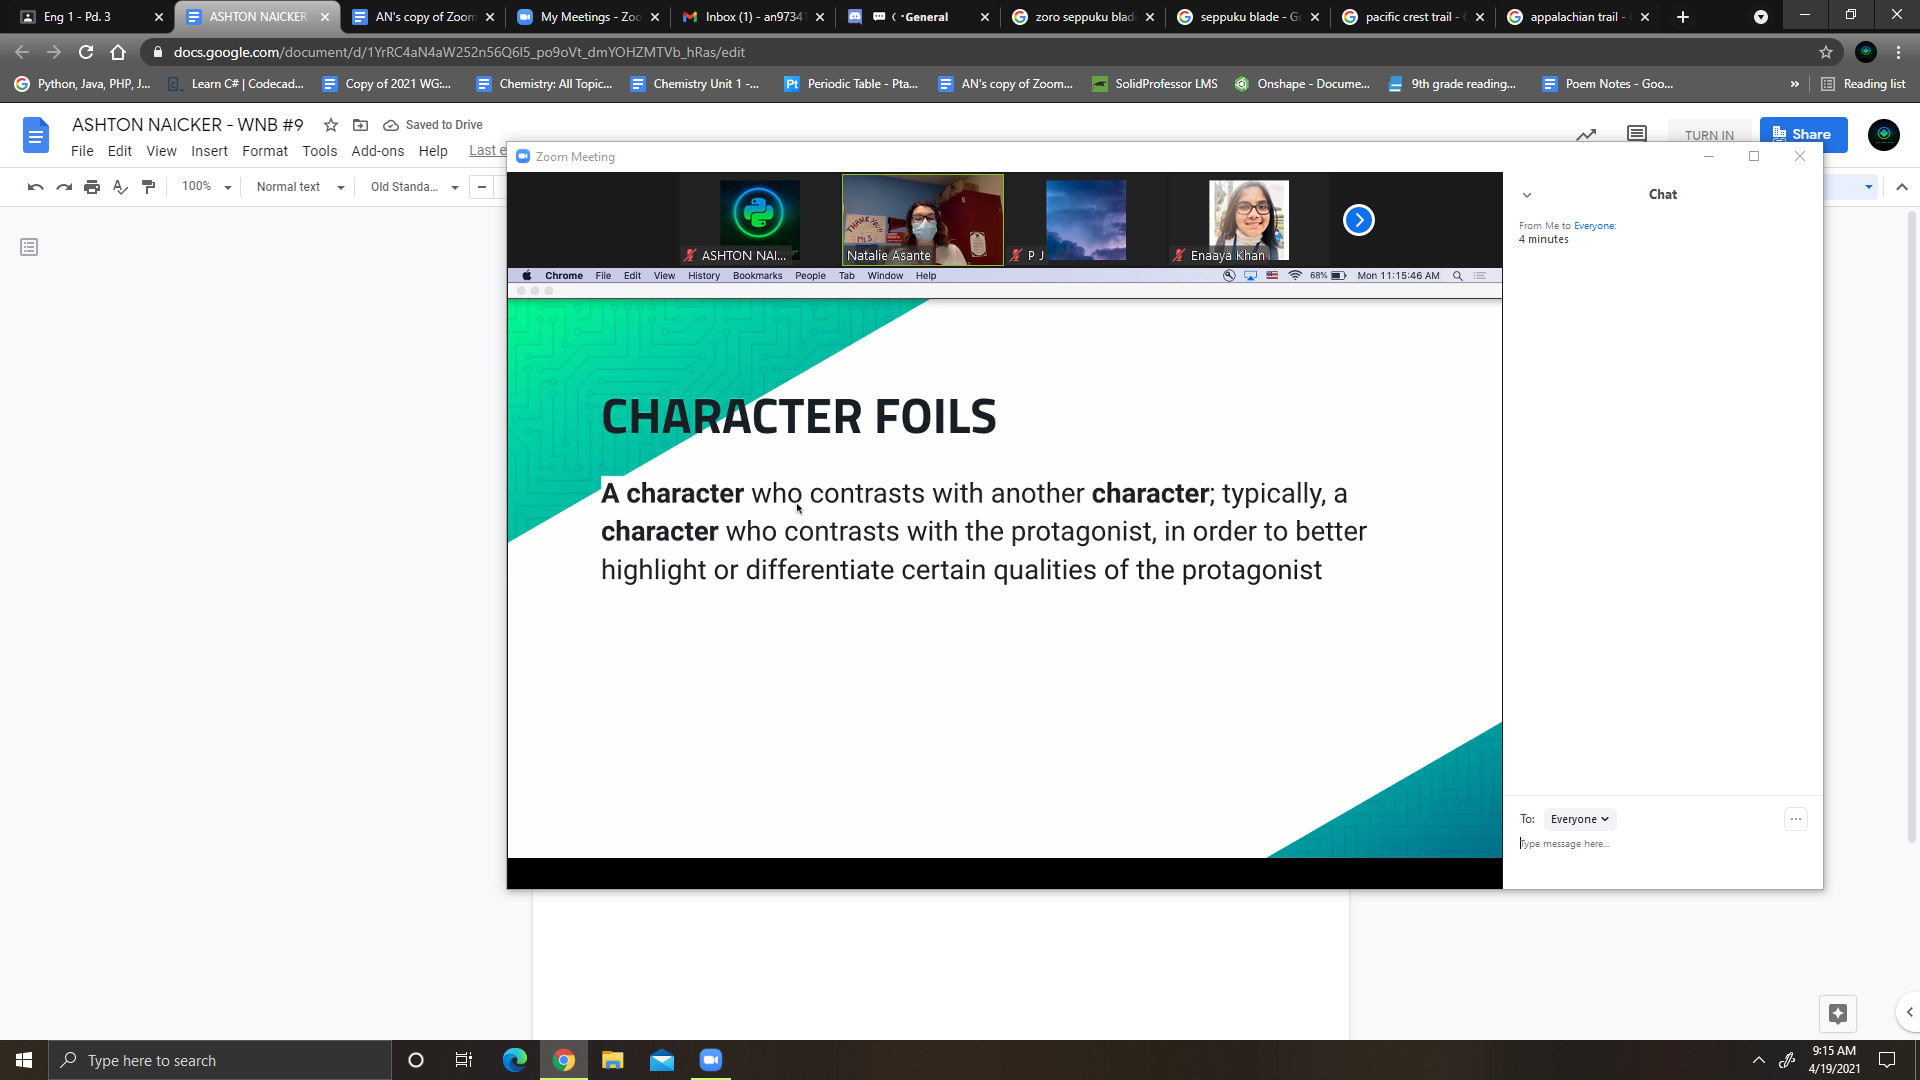 Eng 1 - Pd. 3
ASHTON NAICKER
AN's copy of Zoom
My Meetings - Zoo
Inbox (1) - an9734
General
zoro seppuku blad
seppuku blade - G
pacific crest trail -
appalachian trail -
docs.google.com/document/d/1YrRC4aN4aW252n56Q6I5_po9oVt_dmYOHZMTVb_hRas/edit
Python, Java, PHP, J...
Learn C# | Codecad...
Copy of 2021 WG:...
Chemistry: All Topic...
Chemistry Unit 1 -...
Periodic Table - Pta...
AN's copy of Zoom...
SolidProfessor LMS
Onshape - Docume...
9th grade reading...
Poem Notes - Goo...
»
Reading list
ASHTON NAICKER - WNB #9
Saved to Drive
File Edit View Insert Format Tools Add-ons Help Last e
TURN IN
Share
100%
Normal text
Old Standa...
Zoom Meeting
ASHTON NAI...
Natalie Asante
P J
Enaaya Khan
THANK YOU
Chrome File Edit View History Bookmarks People Tab Window Help
68% Mon 11:15:46 AM
CHARACTER FOILS
A character who contrasts with another character; typically, a
character who contrasts with the protagonist, in order to better
highlight or differentiate certain qualities of the protagonist
Chat
From Me to Everyone:
4 minutes
To: Everyone
Type message here...
Type here to search
9:15 AM
4/19/2021